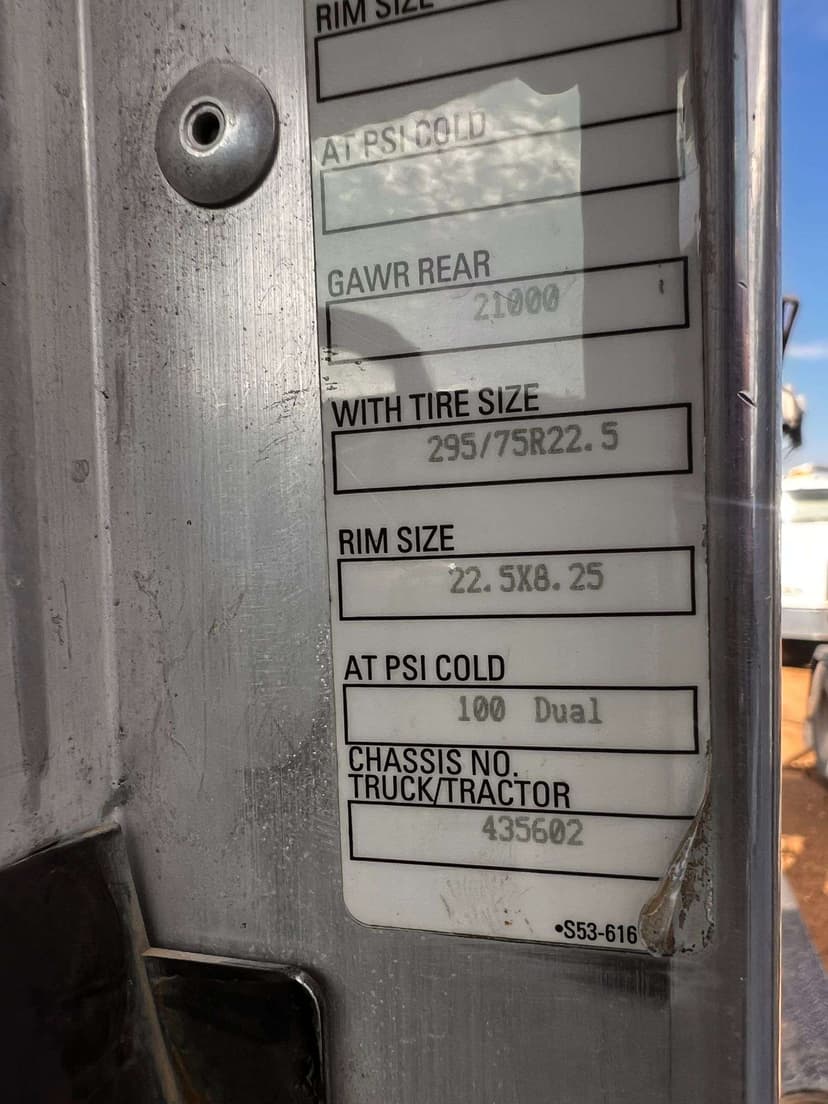 RIM SIZE
AT PSI COLD
GAWR REAR
21000
WITH TIRE SIZE
295/75R22.5
RIM SIZE
22.5X8.25
AT PSI COLD
100 Dual
CHASSIS NO.
TRUCK/TRACTOR
435602
•S53-616